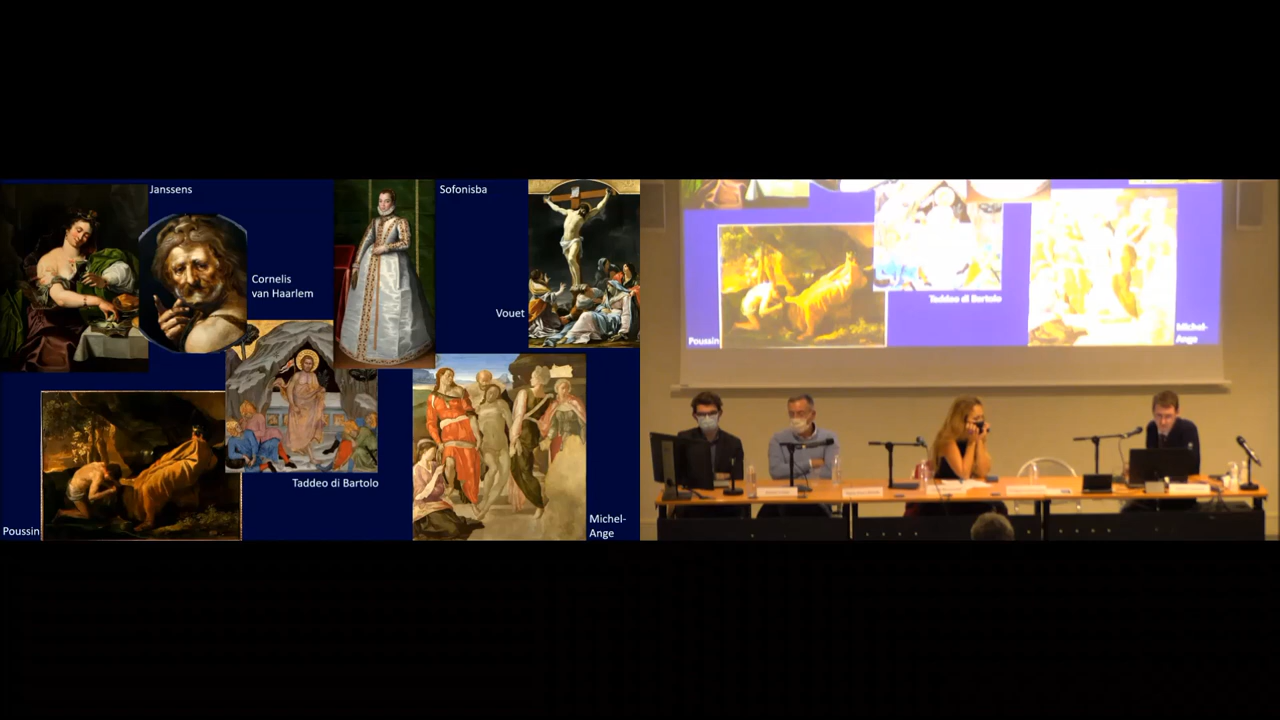 Janssens
Sofonisba
Cornelis
van Haarlem
Vouet
Taddeo di Bartolo
Poussin
Michel-
Ange
Taddeo di Bartolo
Poussin
Michel-
Ange